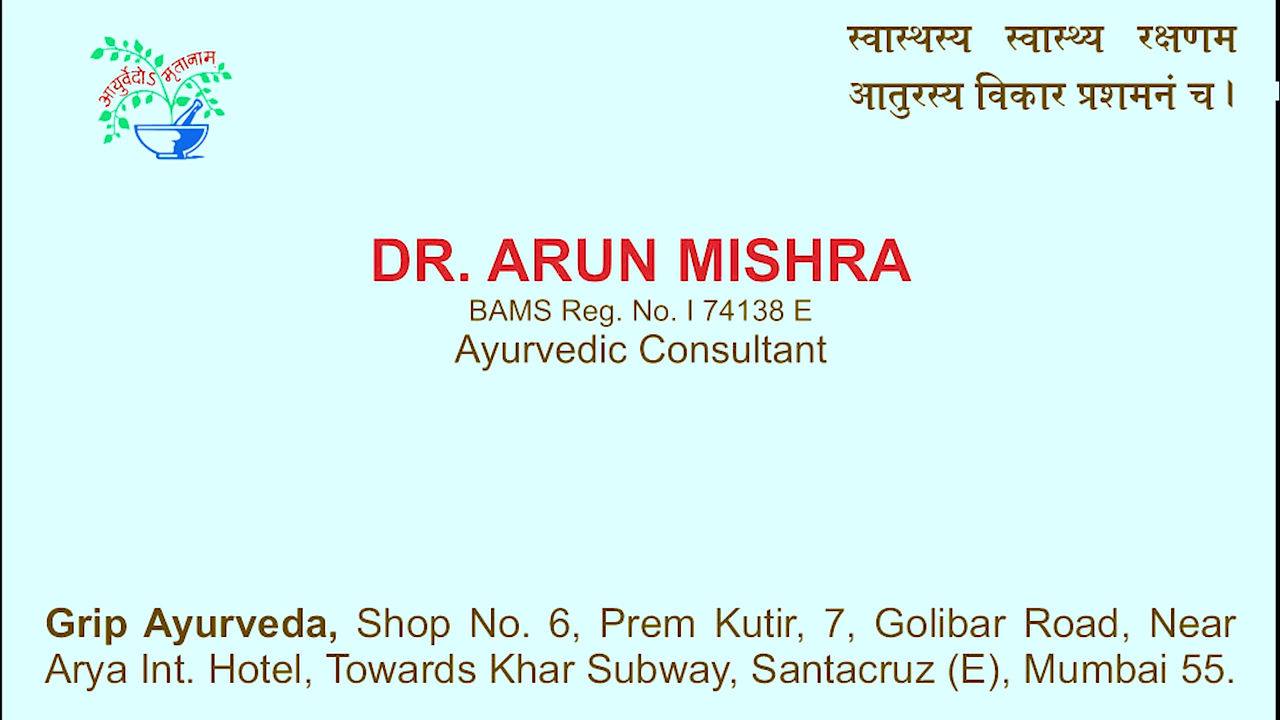 आयुर्वेदोऽ मृतानाम्
स्वास्थस्य स्वास्थ्य रक्षणम
आतुरस्य विकार प्रशमनं च।
DR. ARUN MISHRA
BAMS Reg. No. I 74138 E
Ayurvedic Consultant
Grip Ayurveda, Shop No. 6, Prem Kutir, 7, Golibar Road, Near
Arya Int. Hotel, Towards Khar Subway, Santacruz (E), Mumbai 55.